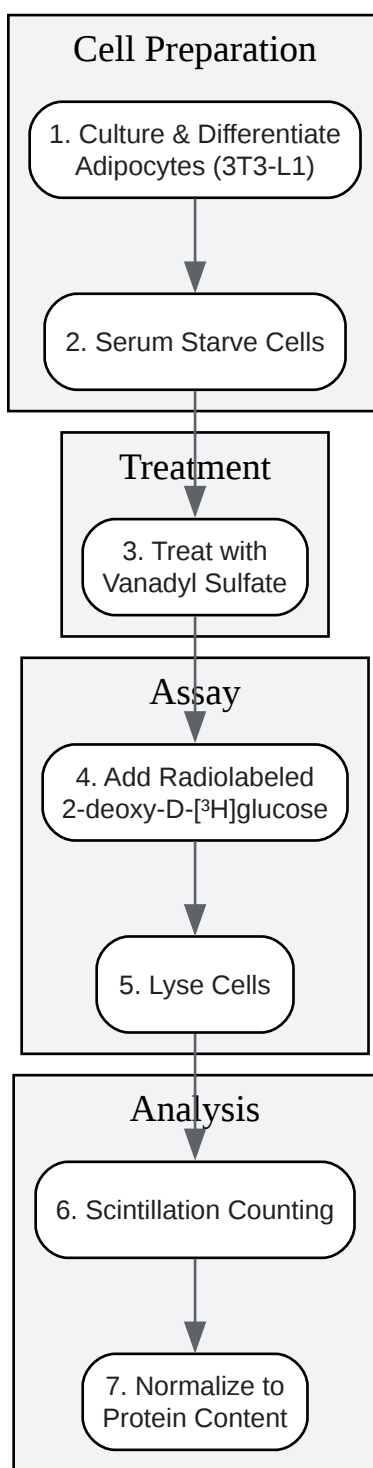 Cell Preparation
1. Culture & Differentiate
Adipocytes (3T3-L1)
2. Serum Starve Cells
Treatment
3. Treat with
Vanadyl Sulfate
Assay
4. Add Radiolabeled
2-deoxy-D-[³H]glucose
5. Lyse Cells
Analysis
6. Scintillation Counting
7. Normalize to
Protein Content